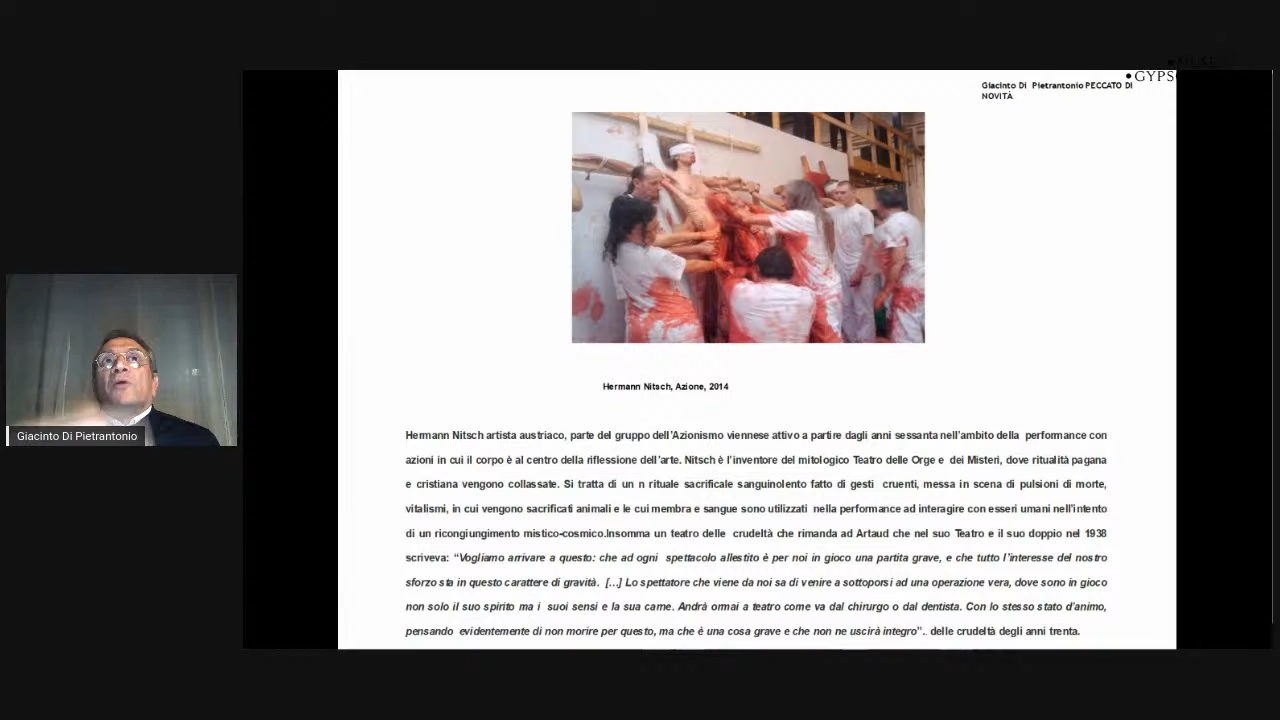 GYPS
Giacinto Di Pietrantonio PECCATO DI
NOVITÀ
Hermann Nitsch, Azione, 2014
Hermann Nitsch artista austriaco, parte del gruppo dell'Azionismo viennese attivo a partire dagli anni sessanta nell'ambito della performance con
azioni in cui il corpo è al centro della riflessione dell'arte. Nitsch è l'inventore del mitologico Teatro delle Orge e dei Misteri, dove ritualità pagana
e cristiana vengono collassate. Si tratta di un n rituale sacrificale sanguinolento fatto di gesti cruenti, messa in scena di pulsioni di morte,
vitalismi, in cui vengono sacrificati animali e le cui membra e sangue sono utilizzati nella performance ad interagire con esseri umani nell'intento
di un ricongiungimento mistico-cosmico.Insomma un teatro delle crudeltà che rimanda ad Artaud che nel suo Teatro e il suo doppio nel 1938
scriveva: "Vogliamo arrivare a questo: che ad ogni spettacolo allestito è per noi in gioco una partita grave, e che tutto l'interesse del nostro
sforzo sta in questo carattere di gravità. [...] Lo spettatore che viene da noi sa di venire a sottoporsi ad una operazione vera, dove sono in gioco
non solo il suo spirito ma i suoi sensi e la sua carne. Andrà ormai a teatro come va dal chirurgo o dal dentista. Con lo stesso stato d'animo,
pensando evidentemente di non morire per questo, ma che è una cosa grave e che non ne uscirà integro".. delle crudeltà degli anni trenta.
Giacinto Di Pietrantonio